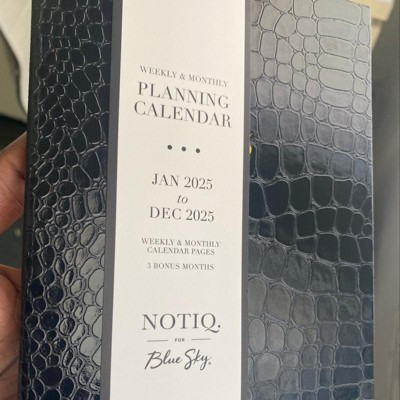 WEEKLY & MONTHLY
PLANNING
CALENDAR
JAN 2025
to
DEC 2025
WEEKLY & MONTHLY
CALENDAR PAGES
3 BONUS MONTHS
NOTIQ.
FOR
Blue Sky®